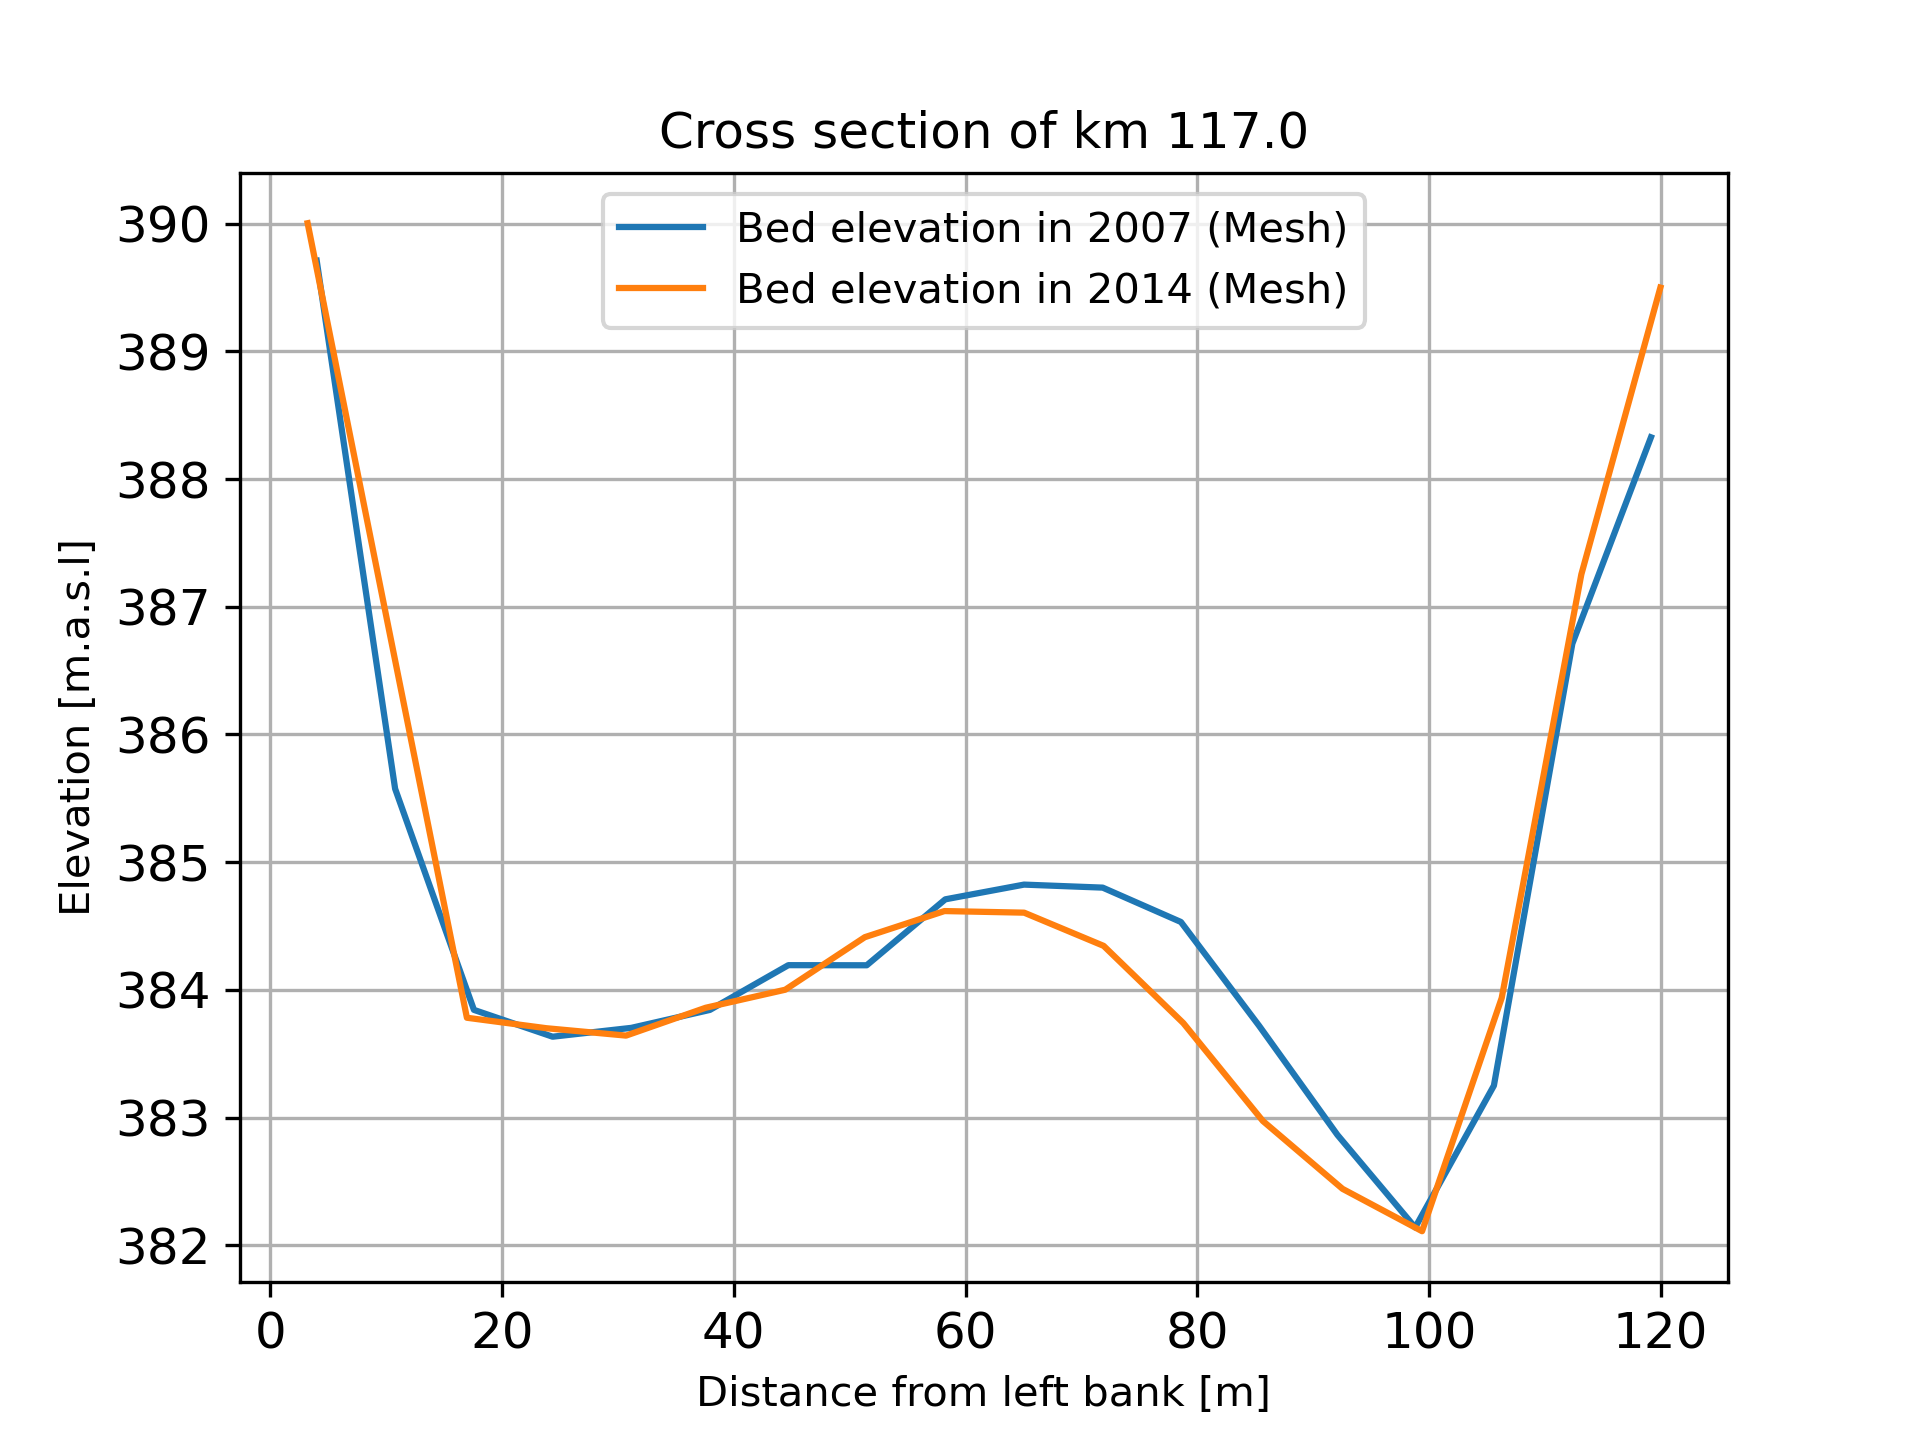 Cross section of km 117.0
Bed elevation in 2007 (Mesh)
Bed elevation in 2014 (Mesh)
Elevation [m.a.s.l]
390
389
388
387
386
385
384
383
382
0 20 40 60 80 100 120
Distance from left bank [m]